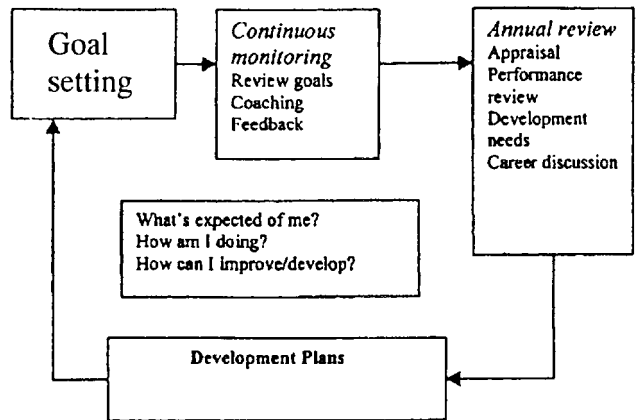 Goal
setting
Continuous
monitoring
Review goals
Coaching
Feedback
Annual review
Appraisal
Performance
review
Development
needs
Career discussion
What's expected of me?
How am I doing?
How can I improve/develop?
Development Plans